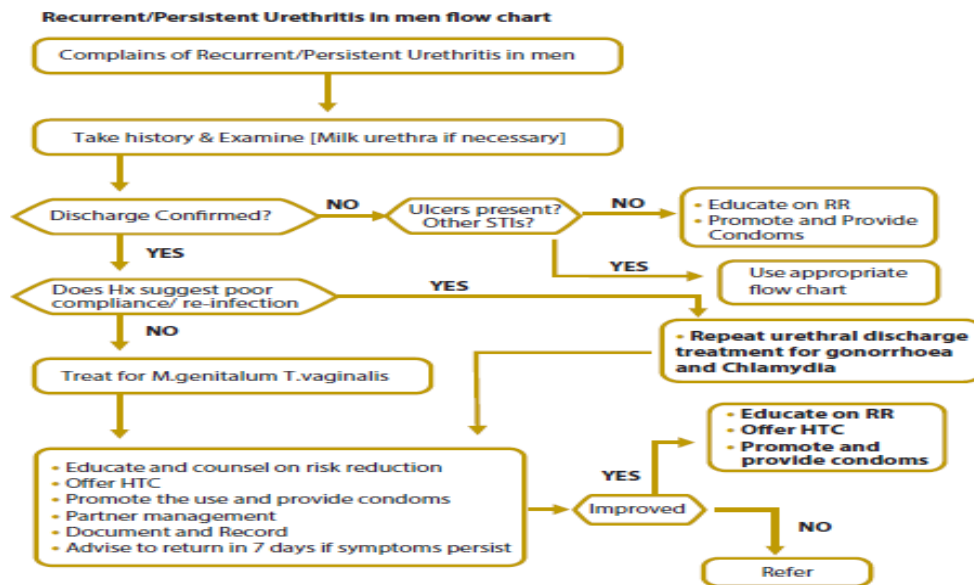 Recurrent/Persistent Urethritis in men flow chart
Complains of Recurrent/Persistent Urethritis in men
Take history & Examine [Milk urethra if necessary]
Discharge Confirmed?
NO
Ulcers present?
Other STIs?
NO
• Educate on RR
• Promote and Provide
Condoms
YES
YES
Use appropriate
flow chart
Does Hx suggest poor
compliance/ re-infection
YES
NO
• Repeat urethral discharge
treatment for gonorrhoea
and Chlamydia
Treat for M.genitalum T.vaginalis
• Educate and counsel on risk reduction
• Offer HTC
• Promote the use and provide condoms
• Partner management
• Document and Record
• Advise to return in 7 days if symptoms persist
Improved
YES
• Educate on RR
• Offer HTC
• Promote and
provide condoms
NO
Refer